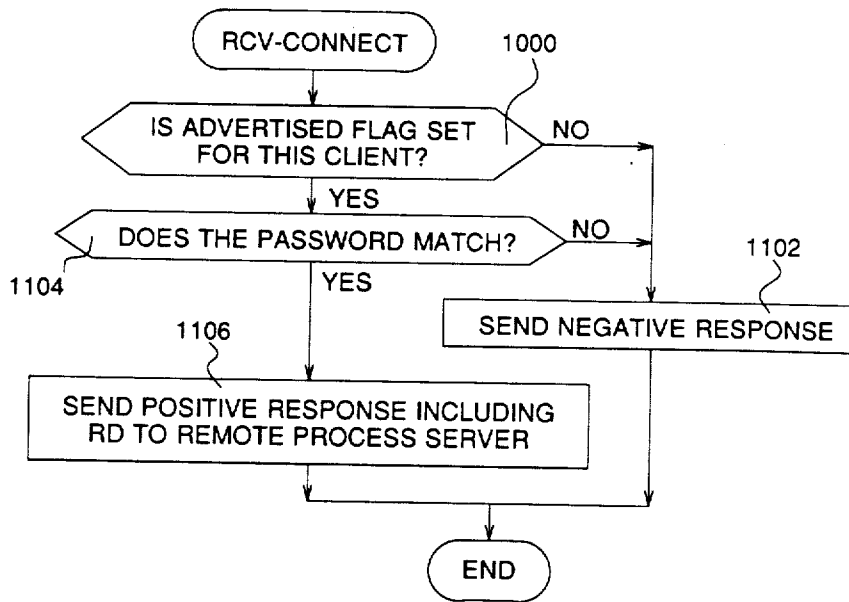 RCV-CONNECT
1000
IS ADVERTISED FLAG SET
FOR THIS CLIENT?
NO
YES
DOES THE PASSWORD MATCH?
NO
1104
YES
1102
SEND NEGATIVE RESPONSE
1106
SEND POSITIVE RESPONSE INCLUDING
RD TO REMOTE PROCESS SERVER
END